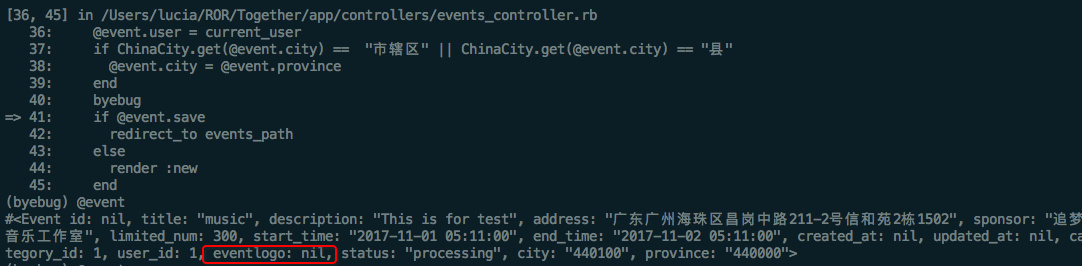 [36, 45] in /Users/lucia/ROR/Together/app/controllers/events_controller.rb
36: @event.user = current_user
37: if ChinaCity.get(@event.city) == "市辖区" || ChinaCity.get(@event.city) == "县"
38: @event.city = @event.province
39: end
40: byebug
=> 41: if @event.save
42: redirect_to events_path
43: else
44: render :new
45: end
(byebug) @event
#<Event id: nil, title: "music", description: "This is for test", address: "广东广州海珠区昌岗中路211-2号信和苑2栋1502", sponsor: "追梦
音乐工作室", limited_num: 300, start_time: "2017-11-01 05:11:00", end_time: "2017-11-02 05:11:00", created_at: nil, updated_at: nil, ca
tegory_id: 1, user_id: 1, eventlogo: nil, status: "processing", city: "440100", province: "440000">